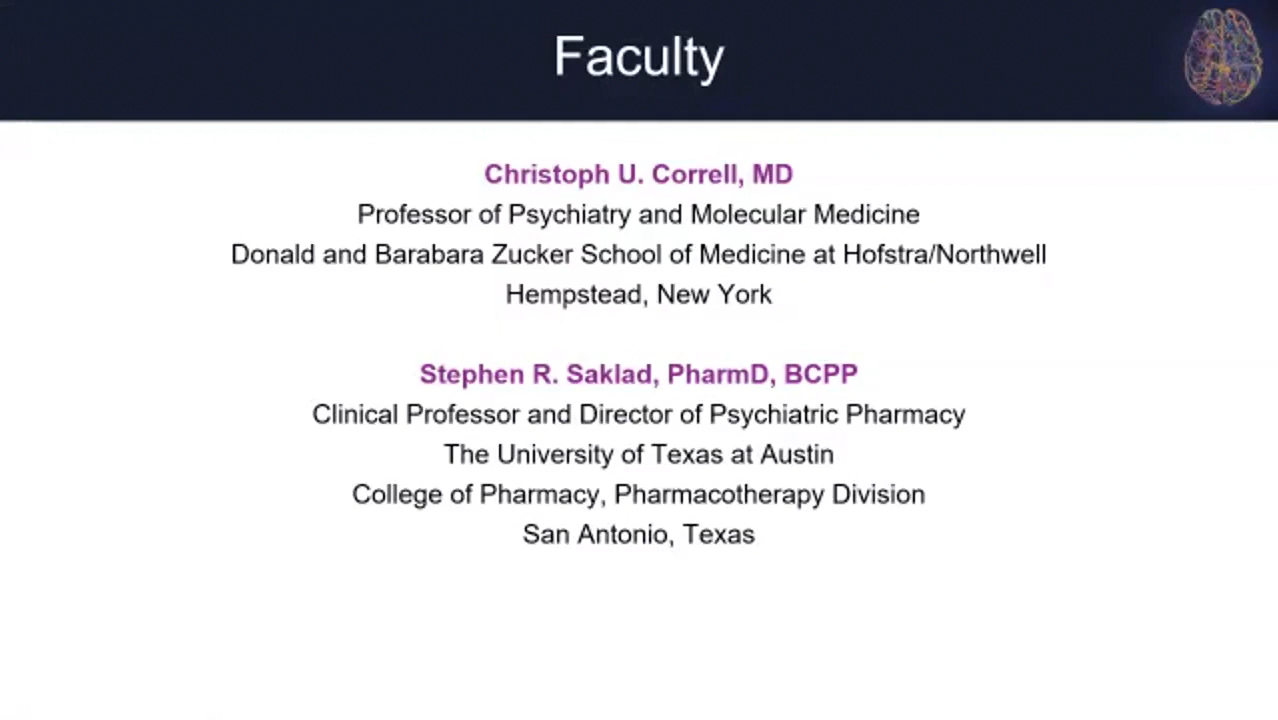 Faculty
Christoph U. Correll, MD
Professor of Psychiatry and Molecular Medicine
Donald and Barabara Zucker School of Medicine at Hofstra/Northwell
Hempstead, New York
Stephen R. Saklad, PharmD, BCPP
Clinical Professor and Director of Psychiatric Pharmacy
The University of Texas at Austin
College of Pharmacy, Pharmacotherapy Division
San Antonio, Texas